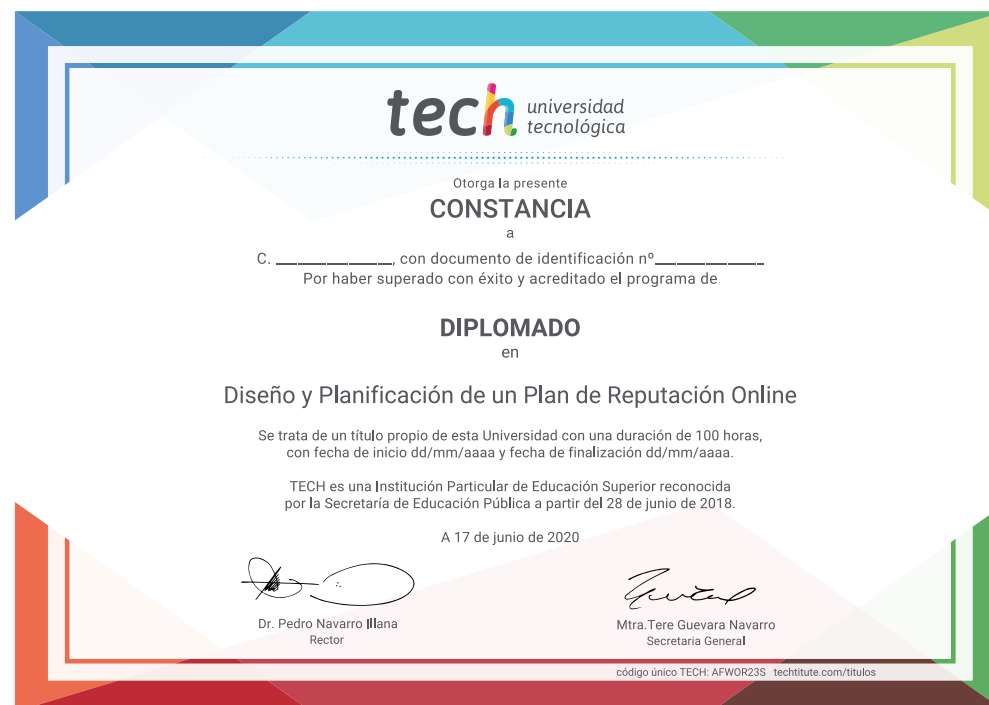 tech universidad
tecnológica
Otorga la presente
CONSTANCIA
a
C. ______________, con documento de identificación nº_____________
Por haber superado con éxito y acreditado el programa de
DIPLOMADO
en
Diseño y Planificación de un Plan de Reputación Online
Se trata de un título propio de esta Universidad con una duración de 100 horas,
con fecha de inicio dd/mm/aaaa y fecha de finalización dd/mm/aaaa.
TECH es una Institución Particular de Educación Superior reconocida
por la Secretaría de Educación Pública a partir del 28 de junio de 2018.
A 17 de junio de 2020
Dr. Pedro Navarro Illana
Rector
Mtra.Tere Guevara Navarro
Secretaria General
código único TECH: AFWOR23S techtitute.com/titulos